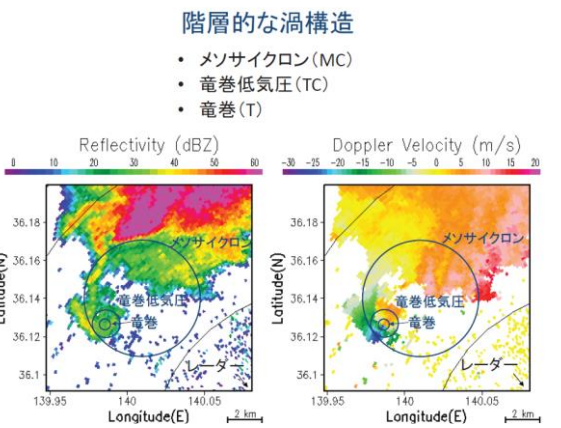 階層的な渦構造
• メソサイクロン(MC)
• 竜巻低気圧(TC)
• 竜巻(T)
Reflectivity (dBZ)
0 10 20 30 40 50 60
Doppler Velocity (m/s)
-30 -25 -20 -15 -10 -5 0 5 10 15 20
Latitude(N)
36.18
36.16
36.14
36.12
36.1
メソサイクロン
竜巻低気圧
竜巻
レーダー
139.95 140 140.05
Longitude(E)
2 km
Latitude(N)
36.18
36.16
36.14
36.12
36.1
メソサイクロン
竜巻低気圧
竜巻
レーダー
139.95 140 140.05
Longitude(E)
2 km